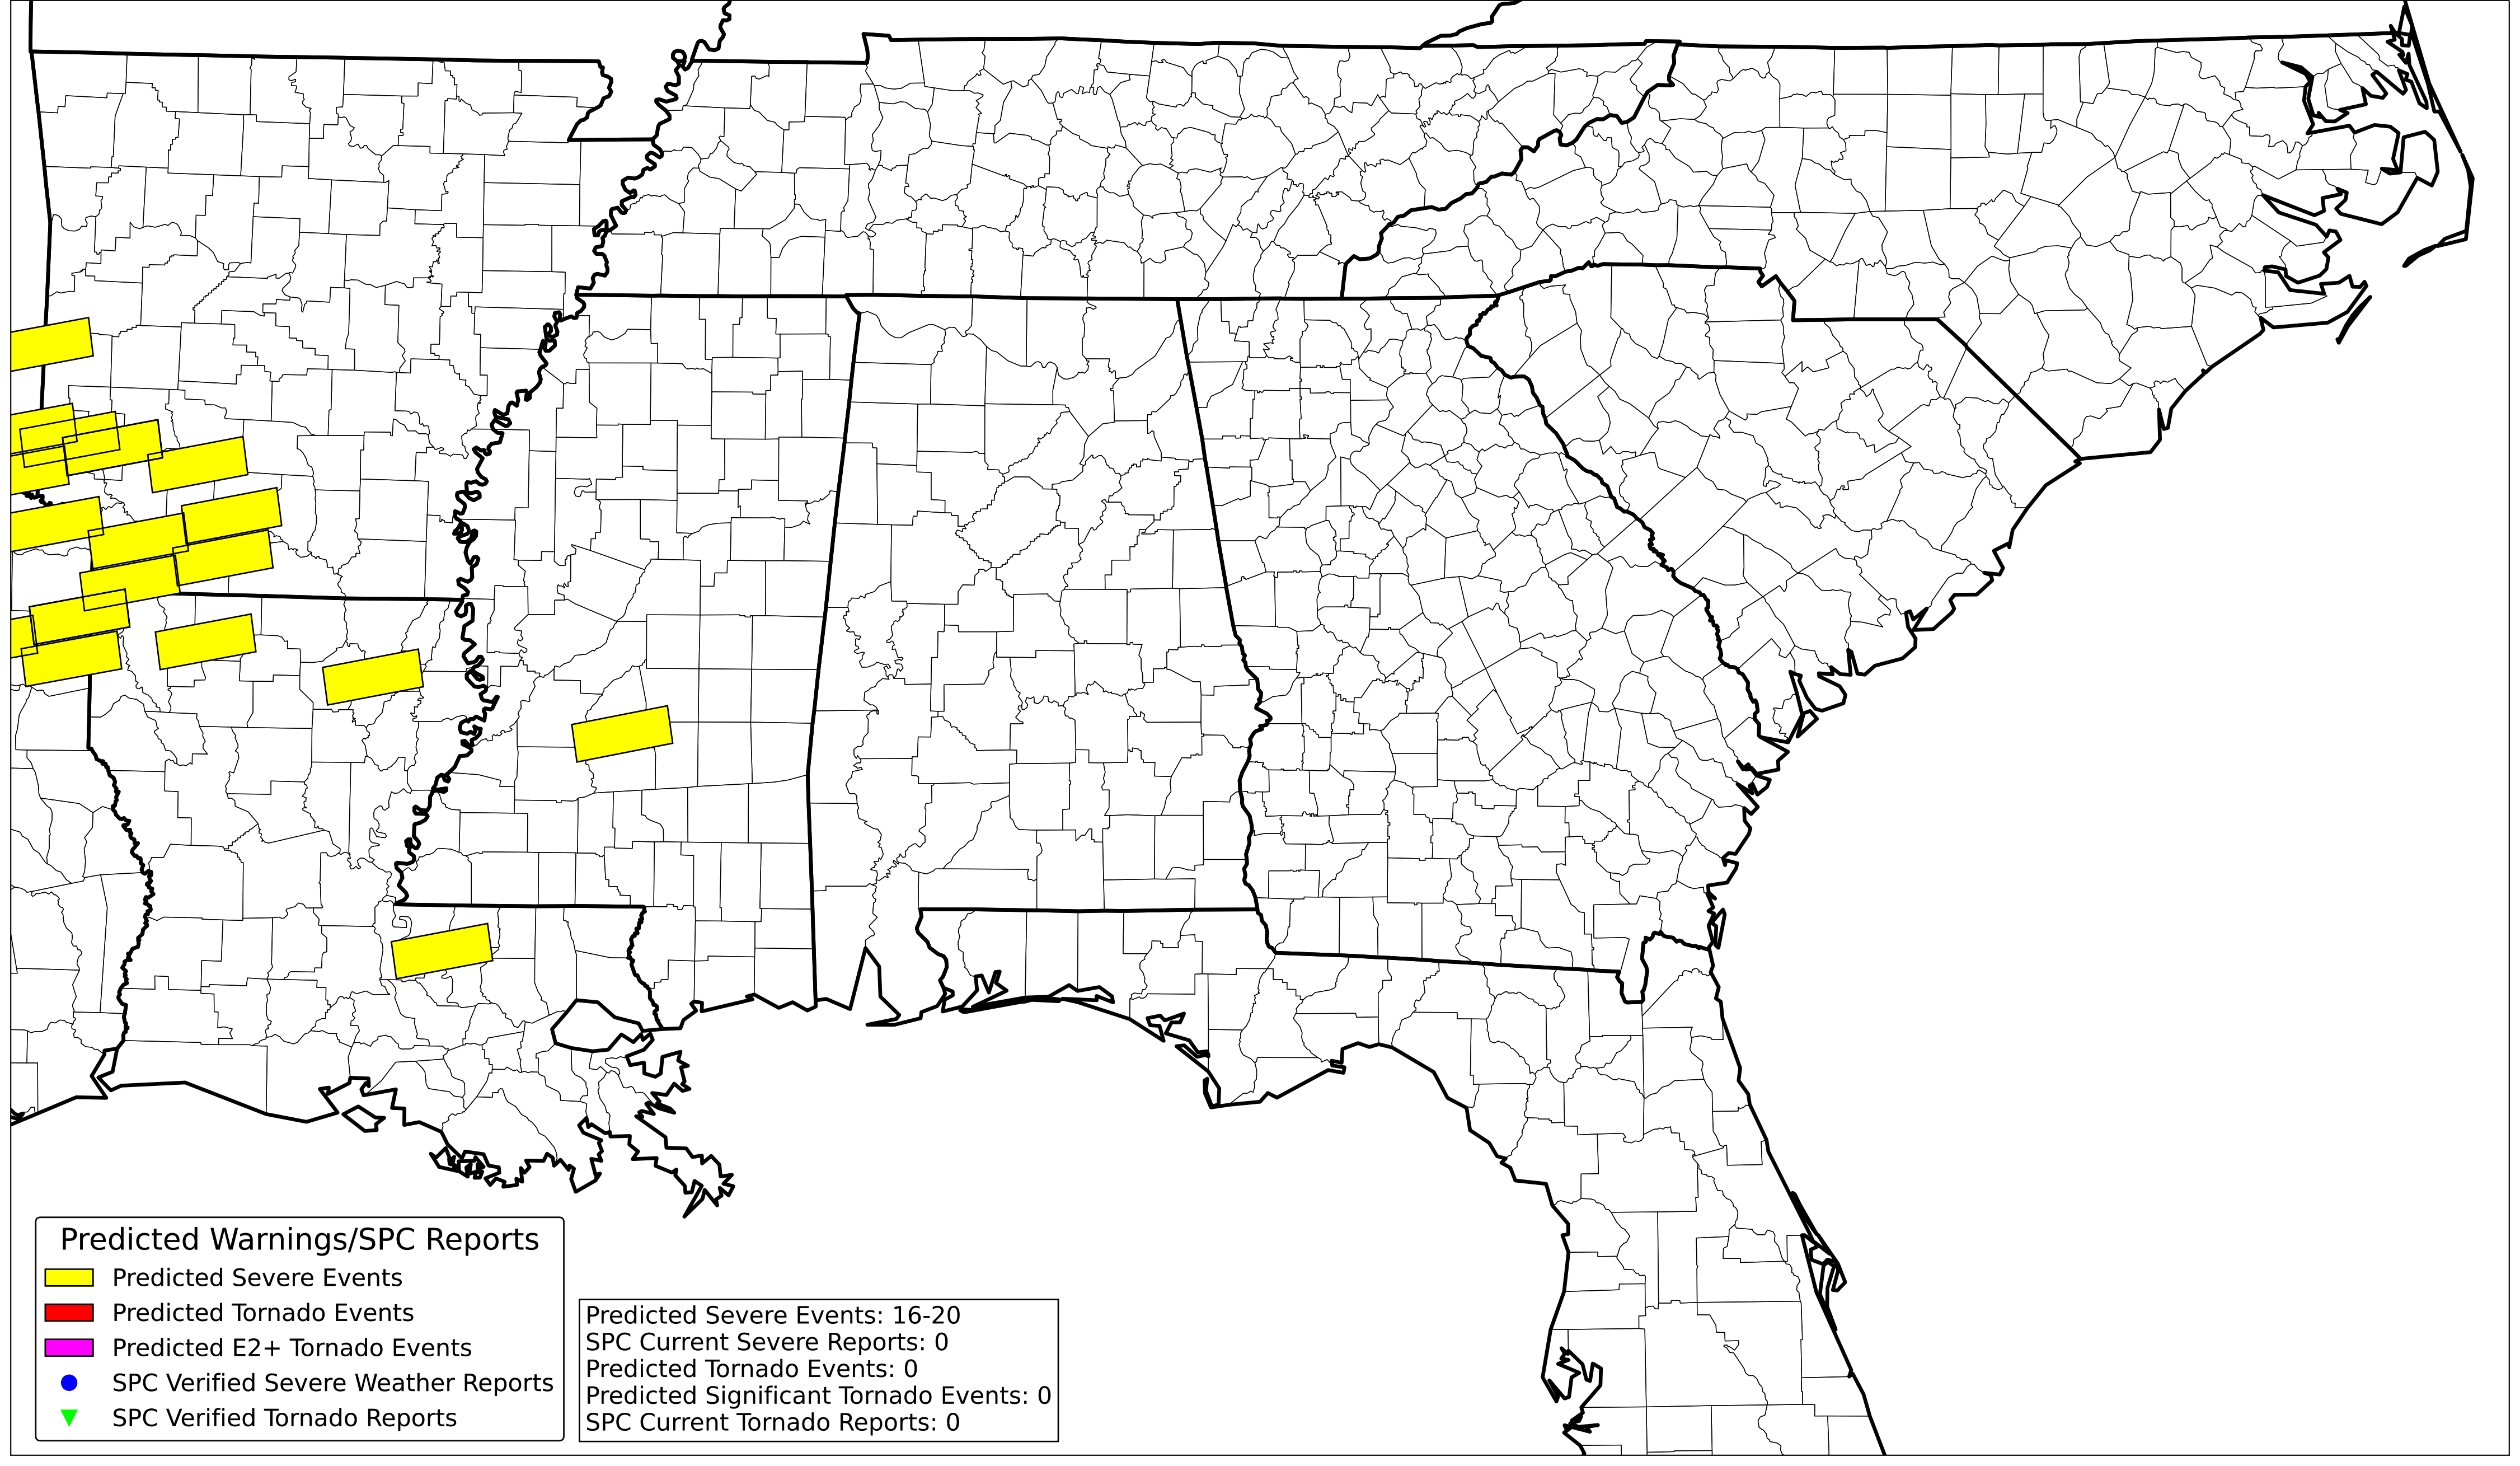 Predicted Warnings/SPC Reports
Predicted Severe Events
Predicted Tornado Events
Predicted E2+ Tornado Events
SPC Verified Severe Weather Reports
SPC Verified Tornado Reports
Predicted Severe Events: 16-20
SPC Current Severe Reports: 0
Predicted Tornado Events: 0
Predicted Significant Tornado Events: 0
SPC Current Tornado Reports: 0